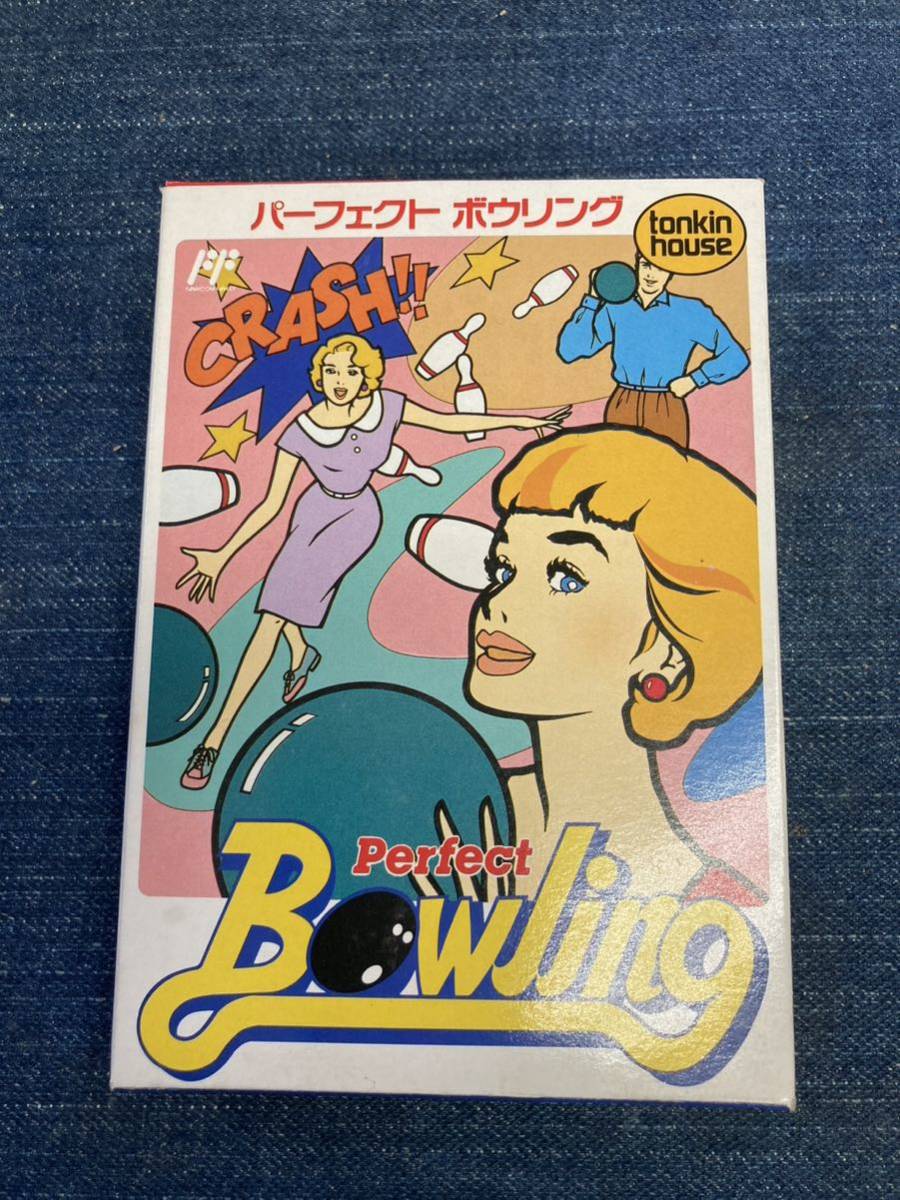 パーフェクト ボウリング
tonkin
house
CRASH!!
Perfect
Bowling